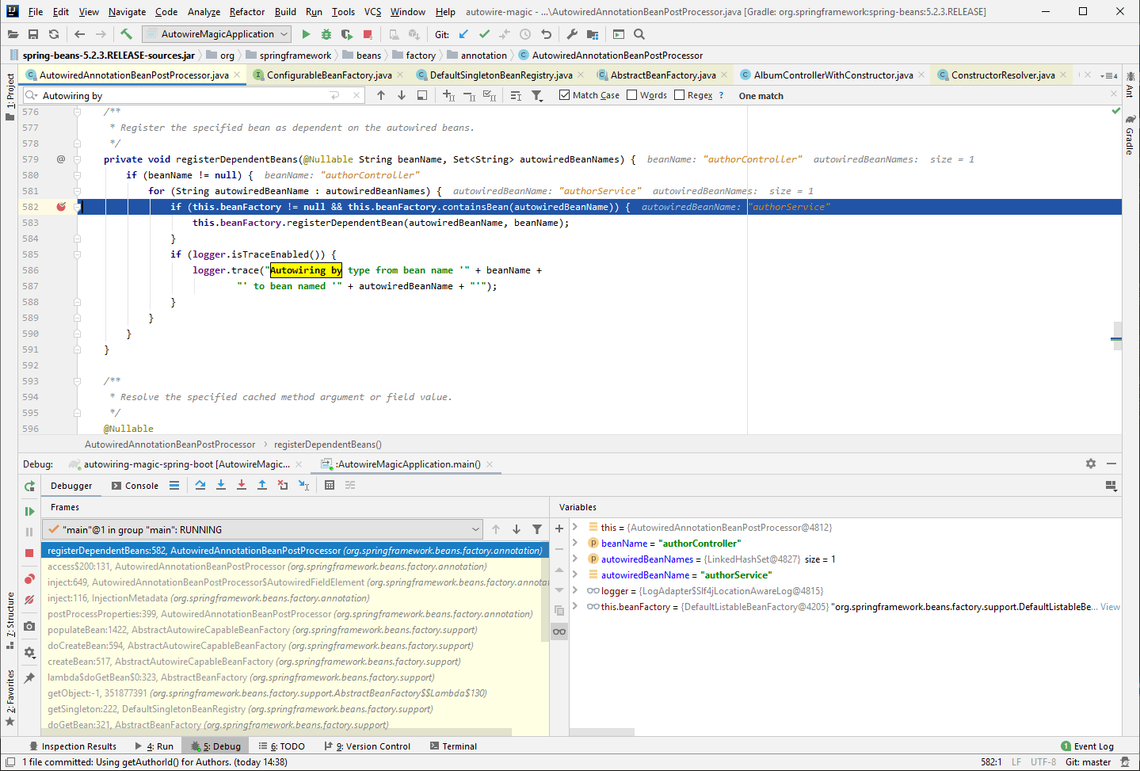 File Edit View Navigate Code Analyze Refactor Build Run Tools VCS Window Help autowire-magic - ...\AutowiredAnnotationBeanPostProcessor.java [Gradle: org.springframework:spring-beans:5.2.3.RELEASE]
AutowireMagicApplication Git:
spring-beans-5.2.3.RELEASE-sources.jar org springframework beans factory annotation AutowiredAnnotationBeanPostProcessor
AutowiredAnnotationBeanPostProcessor.java ConfigurableBeanFactory.java DefaultSingletonBeanRegistry.java AbstractBeanFactory.java AlbumControllerWithConstructor.java ConstructorResolver.java
Autowiring by Match Case Words Regex ? One match
576 /**
577 * Register the specified bean as dependent on the autowired beans.
578 */
579 @ private void registerDependentBeans(@Nullable String beanName, Set<String> autowiredBeanNames) { beanName: "authorController" autowiredBeanNames: size = 1
580 if (beanName != null) { beanName: "authorController"
581 for (String autowiredBeanName : autowiredBeanNames) { autowiredBeanName: "authorService" autowiredBeanNames: size = 1
582 if (this.beanFactory != null && this.beanFactory.containsBean(autowiredBeanName)) { autowiredBeanName: "authorService"
583 this.beanFactory.registerDependentBean(autowiredBeanName, beanName);
584 }
585 if (logger.isTraceEnabled()) {
586 logger.trace("Autowiring by type from bean name '" + beanName +
587 "' to bean named '" + autowiredBeanName + "'");
588 }
589 }
590 }
591 }
592
593 /**
594 * Resolve the specified cached method argument or field value.
595 */
596 @Nullable
AutowiredAnnotationBeanPostProcessor › registerDependentBeans()
Debug: autowiring-magic-spring-boot [AutowireMagic... :AutowireMagicApplication.main()
Debugger Console
Frames
"main"@1 in group "main": RUNNING
registerDependentBeans:582, AutowiredAnnotationBeanPostProcessor (org.springframework.beans.factory.annotation)
access$200:131, AutowiredAnnotationBeanPostProcessor (org.springframework.beans.factory.annotation)
inject:649, AutowiredAnnotationBeanPostProcessor$AutowiredFieldElement (org.springframework.beans.factory.annotation
inject:116, InjectionMetadata (org.springframework.beans.factory.annotation)
postProcessProperties:399, AutowiredAnnotationBeanPostProcessor (org.springframework.beans.factory.annotation)
populateBean:1422, AbstractAutowireCapableBeanFactory (org.springframework.beans.factory.support)
doCreateBean:594, AbstractAutowireCapableBeanFactory (org.springframework.beans.factory.support)
createBean:517, AbstractAutowireCapableBeanFactory (org.springframework.beans.factory.support)
lambda$doGetBean$0:323, AbstractBeanFactory (org.springframework.beans.factory.support)
getObject:-1, 351877391 (org.springframework.beans.factory.support.AbstractBeanFactory$$Lambda$130)
getSingleton:222, DefaultSingletonBeanRegistry (org.springframework.beans.factory.support)
doGetBean:321, AbstractBeanFactory (org.springframework.beans.factory.support)
Variables
this = {AutowiredAnnotationBeanPostProcessor@4812}
beanName = "authorController"
autowiredBeanNames = {LinkedHashSet@4827} size = 1
autowiredBeanName = "authorService"
logger = {LogAdapter$Slf4jLocationAwareLog@4815}
this.beanFactory = {DefaultListableBeanFactory@4205} "org.springframework.beans.factory.support.DefaultListableBe... View
1: Project
Z: Structure
2: Favorites
Ant
Gradle
Inspection Results 4: Run 5: Debug 6: TODO 9: Version Control Terminal 1 Event Log
1 file committed: Using getAuthorId() for Authors. (today 14:38) 582:1 LF UTF-8 Git: master